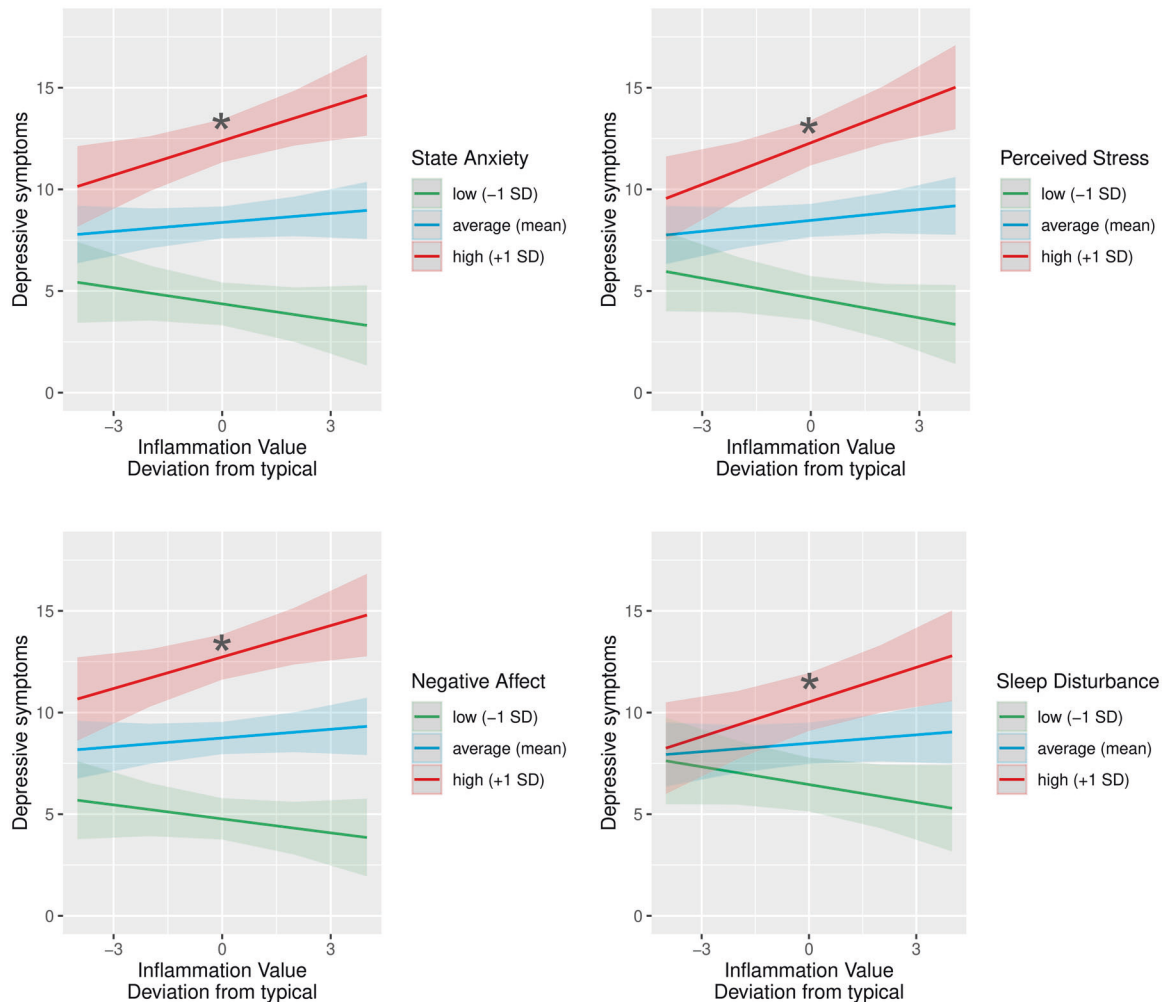 Depressive symptoms
15
10
5
0
−3
0
3
Inflammation Value
Deviation from typical
*
State Anxiety
low (−1 SD)
average (mean)
high (+1 SD)
Depressive symptoms
15
10
5
0
−3
0
3
Inflammation Value
Deviation from typical
*
Perceived Stress
low (−1 SD)
average (mean)
high (+1 SD)
Depressive symptoms
15
10
5
0
−3
0
3
Inflammation Value
Deviation from typical
*
Negative Affect
low (−1 SD)
average (mean)
high (+1 SD)
Depressive symptoms
15
10
5
0
−3
0
3
Inflammation Value
Deviation from typical
*
Sleep Disturbance
low (−1 SD)
average (mean)
high (+1 SD)